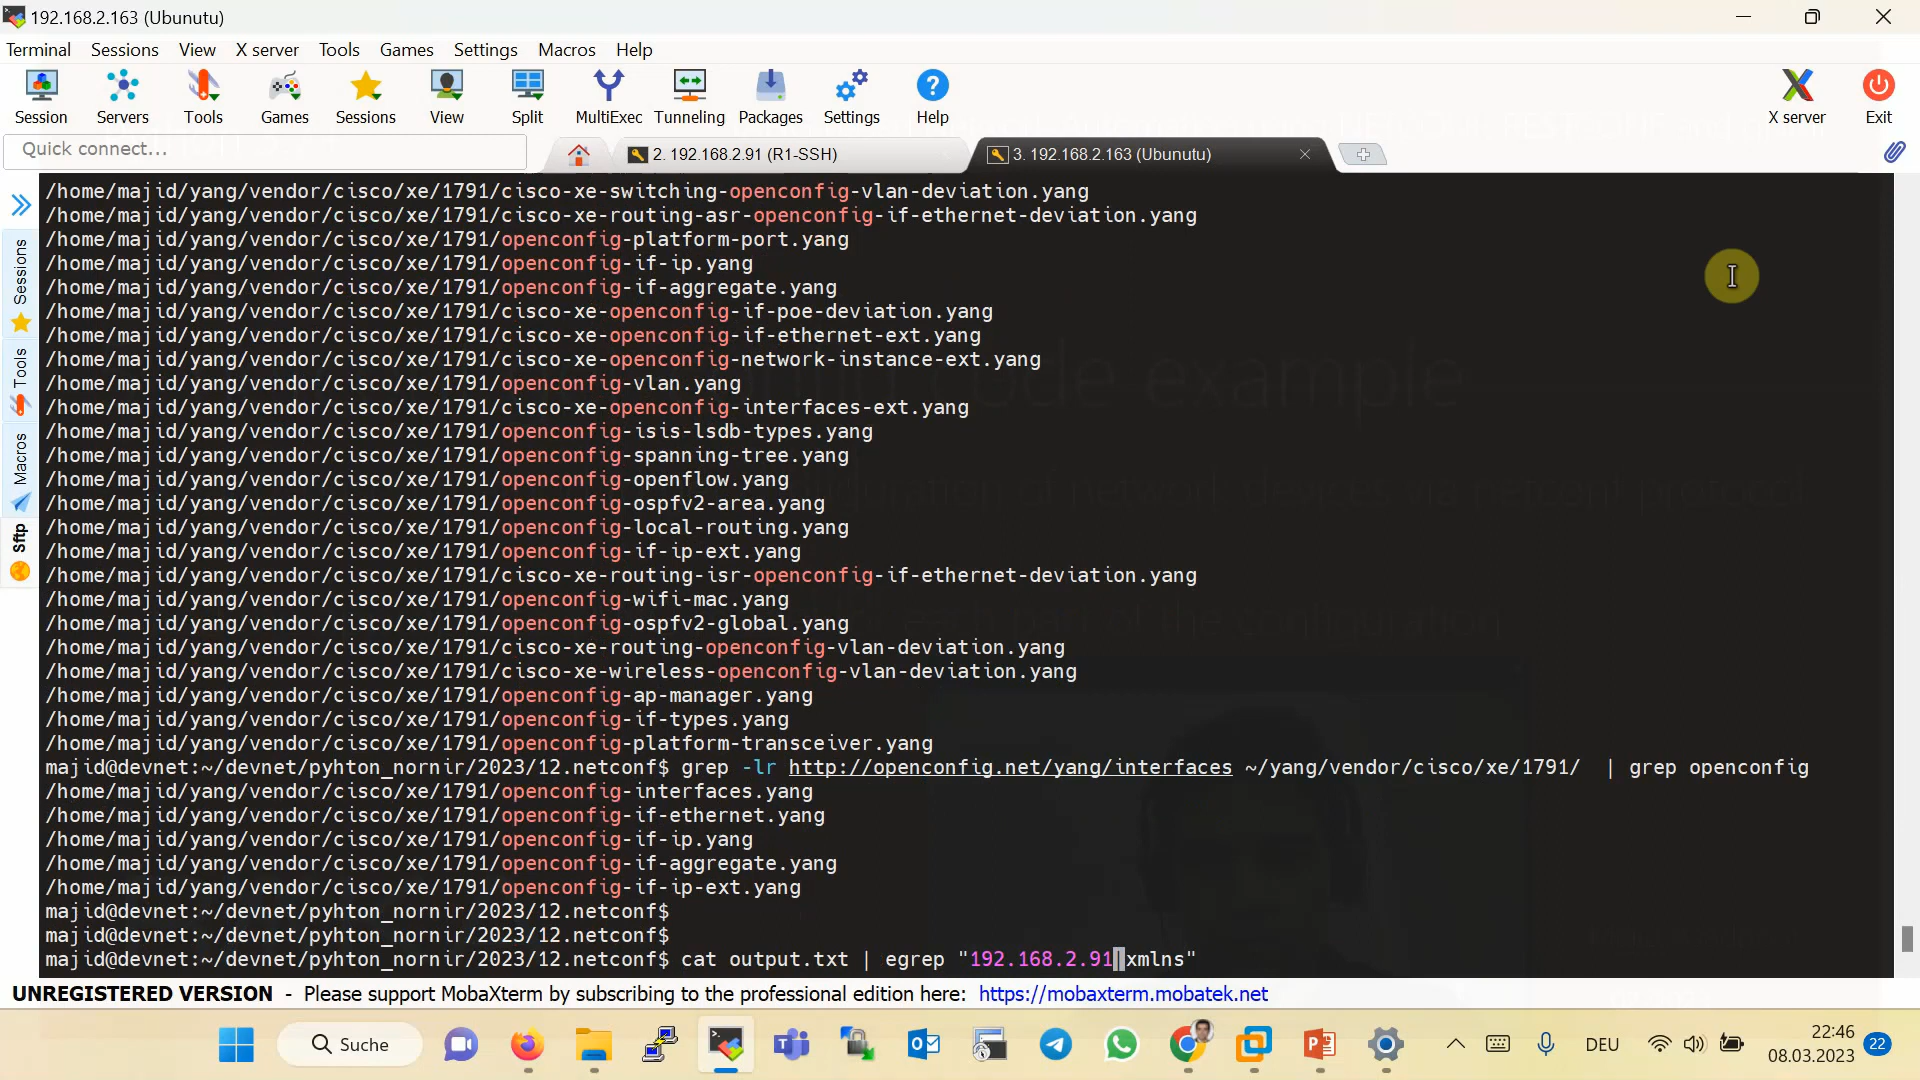 192.168.2.163 (Ubunutu)
Terminal Sessions View X server Tools Games Settings Macros Help
Session Servers Tools Games Sessions View Split MultiExec Tunneling Packages Settings Help X server Exit
Quick connect...
2. 192.168.2.91 (R1-SSH)
3. 192.168.2.163 (Ubunutu)
Sessions
Tools
Macros
Sftp
/home/majid/yang/vendor/cisco/xe/1791/cisco-xe-switching-openconfig-vlan-deviation.yang
/home/majid/yang/vendor/cisco/xe/1791/cisco-xe-routing-asr-openconfig-if-ethernet-deviation.yang
/home/majid/yang/vendor/cisco/xe/1791/openconfig-platform-port.yang
/home/majid/yang/vendor/cisco/xe/1791/openconfig-if-ip.yang
/home/majid/yang/vendor/cisco/xe/1791/openconfig-if-aggregate.yang
/home/majid/yang/vendor/cisco/xe/1791/cisco-xe-openconfig-if-poe-deviation.yang
/home/majid/yang/vendor/cisco/xe/1791/cisco-xe-openconfig-if-ethernet-ext.yang
/home/majid/yang/vendor/cisco/xe/1791/cisco-xe-openconfig-network-instance-ext.yang
/home/majid/yang/vendor/cisco/xe/1791/openconfig-vlan.yang
/home/majid/yang/vendor/cisco/xe/1791/cisco-xe-openconfig-interfaces-ext.yang
/home/majid/yang/vendor/cisco/xe/1791/openconfig-isis-lsdb-types.yang
/home/majid/yang/vendor/cisco/xe/1791/openconfig-spanning-tree.yang
/home/majid/yang/vendor/cisco/xe/1791/openconfig-openflow.yang
/home/majid/yang/vendor/cisco/xe/1791/openconfig-ospfv2-area.yang
/home/majid/yang/vendor/cisco/xe/1791/openconfig-local-routing.yang
/home/majid/yang/vendor/cisco/xe/1791/openconfig-if-ip-ext.yang
/home/majid/yang/vendor/cisco/xe/1791/cisco-xe-routing-isr-openconfig-if-ethernet-deviation.yang
/home/majid/yang/vendor/cisco/xe/1791/openconfig-wifi-mac.yang
/home/majid/yang/vendor/cisco/xe/1791/openconfig-ospfv2-global.yang
/home/majid/yang/vendor/cisco/xe/1791/cisco-xe-routing-openconfig-vlan-deviation.yang
/home/majid/yang/vendor/cisco/xe/1791/cisco-xe-wireless-openconfig-vlan-deviation.yang
/home/majid/yang/vendor/cisco/xe/1791/openconfig-ap-manager.yang
/home/majid/yang/vendor/cisco/xe/1791/openconfig-if-types.yang
/home/majid/yang/vendor/cisco/xe/1791/openconfig-platform-transceiver.yang
majid@devnet:~/devnet/pyhton_nornir/2023/12.netconf$ grep -lr http://openconfig.net/yang/interfaces ~/yang/vendor/cisco/xe/1791/ | grep openconfig
/home/majid/yang/vendor/cisco/xe/1791/openconfig-interfaces.yang
/home/majid/yang/vendor/cisco/xe/1791/openconfig-if-ethernet.yang
/home/majid/yang/vendor/cisco/xe/1791/openconfig-if-ip.yang
/home/majid/yang/vendor/cisco/xe/1791/openconfig-if-aggregate.yang
/home/majid/yang/vendor/cisco/xe/1791/openconfig-if-ip-ext.yang
majid@devnet:~/devnet/pyhton_nornir/2023/12.netconf$
majid@devnet:~/devnet/pyhton_nornir/2023/12.netconf$
majid@devnet:~/devnet/pyhton_nornir/2023/12.netconf$ cat output.txt | egrep "192.168.2.91|xmlns"
code example
ation of network devices via netconf protocol
each part of the configuration
UNREGISTERED VERSION - Please support MobaXterm by subscribing to the professional edition here: https://mobaxterm.mobatek.net
Suche
DEU
22:46
08.03.2023
22